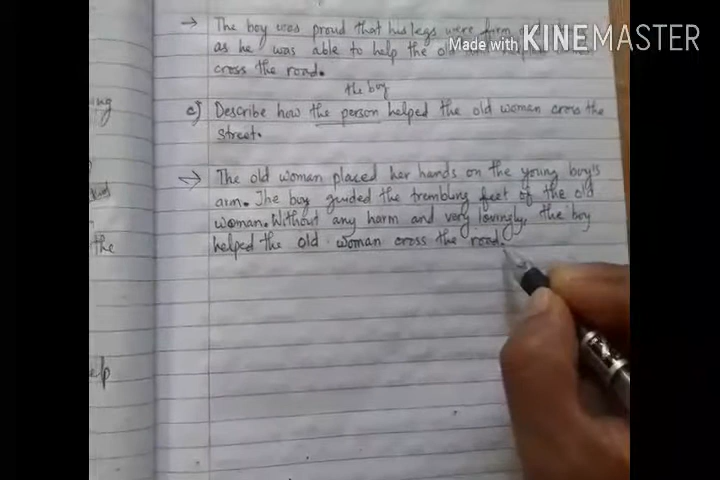 → The boy was proud that his legs were firm
Made with KINEMASTER
as he was able to help the old
cross the road.
the boy
c) Describe how the person helped the old woman cross the
street.
→ The old woman placed her hands on the young boy's
arm. The boy guided the trembling feet of the old
woman. Without any harm and very lovingly, the boy
helped the old woman cross the road.
the
elp